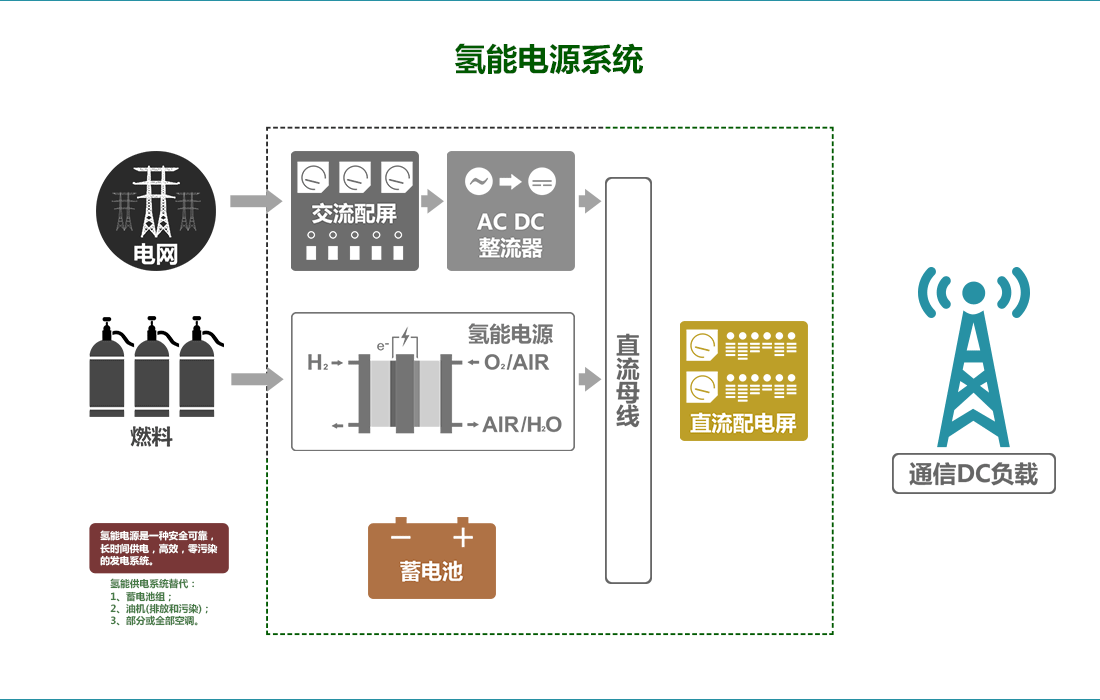 氢能电源系统
电网
交流配屏
AC DC
整流器
燃料
氢能电源
e-
H₂
O₂/AIR
AIR/H₂O
直流母线
直流配电屏
通信DC负载
蓄电池
氢能电源是一种安全可靠，
长时间供电，高效，零污染
的发电系统。
氢能供电系统替代：
1、蓄电池组；
2、油机(排放和污染)；
3、部分或全部空调。